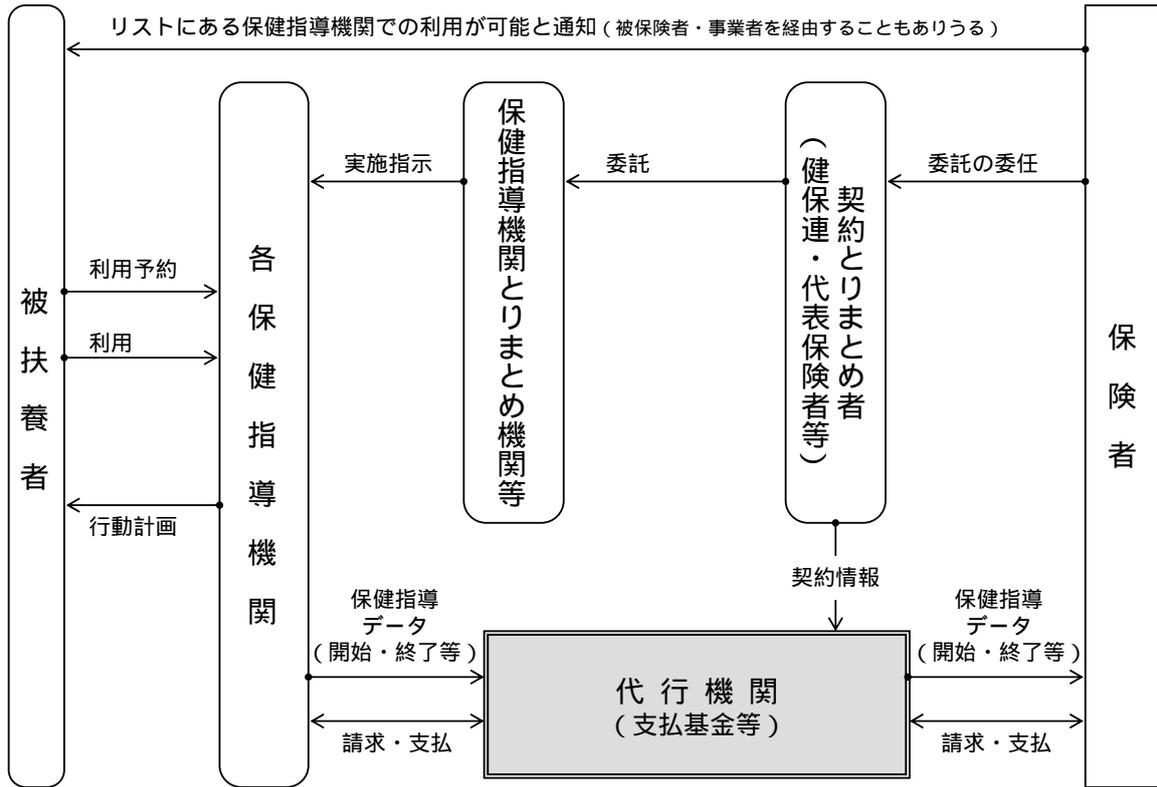 リストにある保健指導機関での利用が可能と通知（被保険者・事業者を経由することもありうる）
実施指示
委託
委託の委任
被扶養者
利用予約
利用
行動計画
各保健指導機関
保健指導機関とりまとめ機関等
契約とりまとめ者
（健保連・代表保険者等）
保険者
契約情報
保健指導
データ
（開始・終了等）
請求・支払
代行機関
（支払基金等）
保健指導
データ
（開始・終了等）
請求・支払